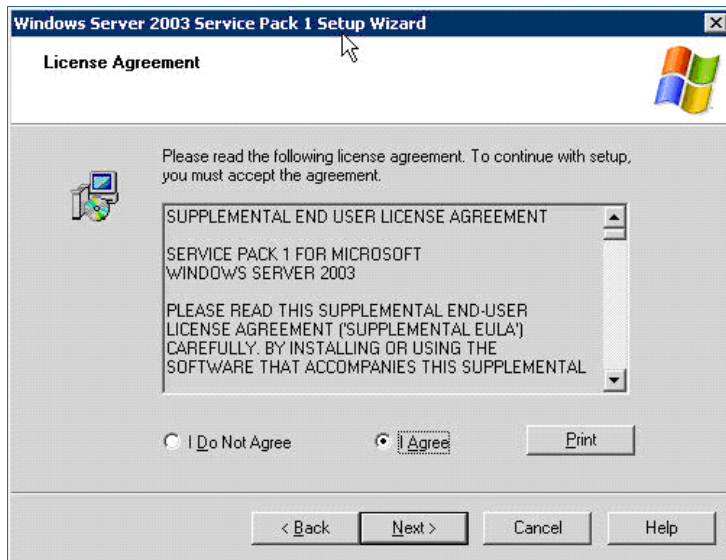 Windows Server 2003 Service Pack 1 Setup Wizard
License Agreement
Please read the following license agreement. To continue with setup,
you must accept the agreement.
SUPPLEMENTAL END USER LICENSE AGREEMENT
SERVICE PACK 1 FOR MICROSOFT
WINDOWS SERVER 2003
PLEASE READ THIS SUPPLEMENTAL END-USER
LICENSE AGREEMENT ('SUPPLEMENTAL EULA')
CAREFULLY. BY INSTALLING OR USING THE
SOFTWARE THAT ACCOMPANIES THIS SUPPLEMENTAL
I Do Not Agree
I Agree
Print
< Back
Next >
Cancel
Help